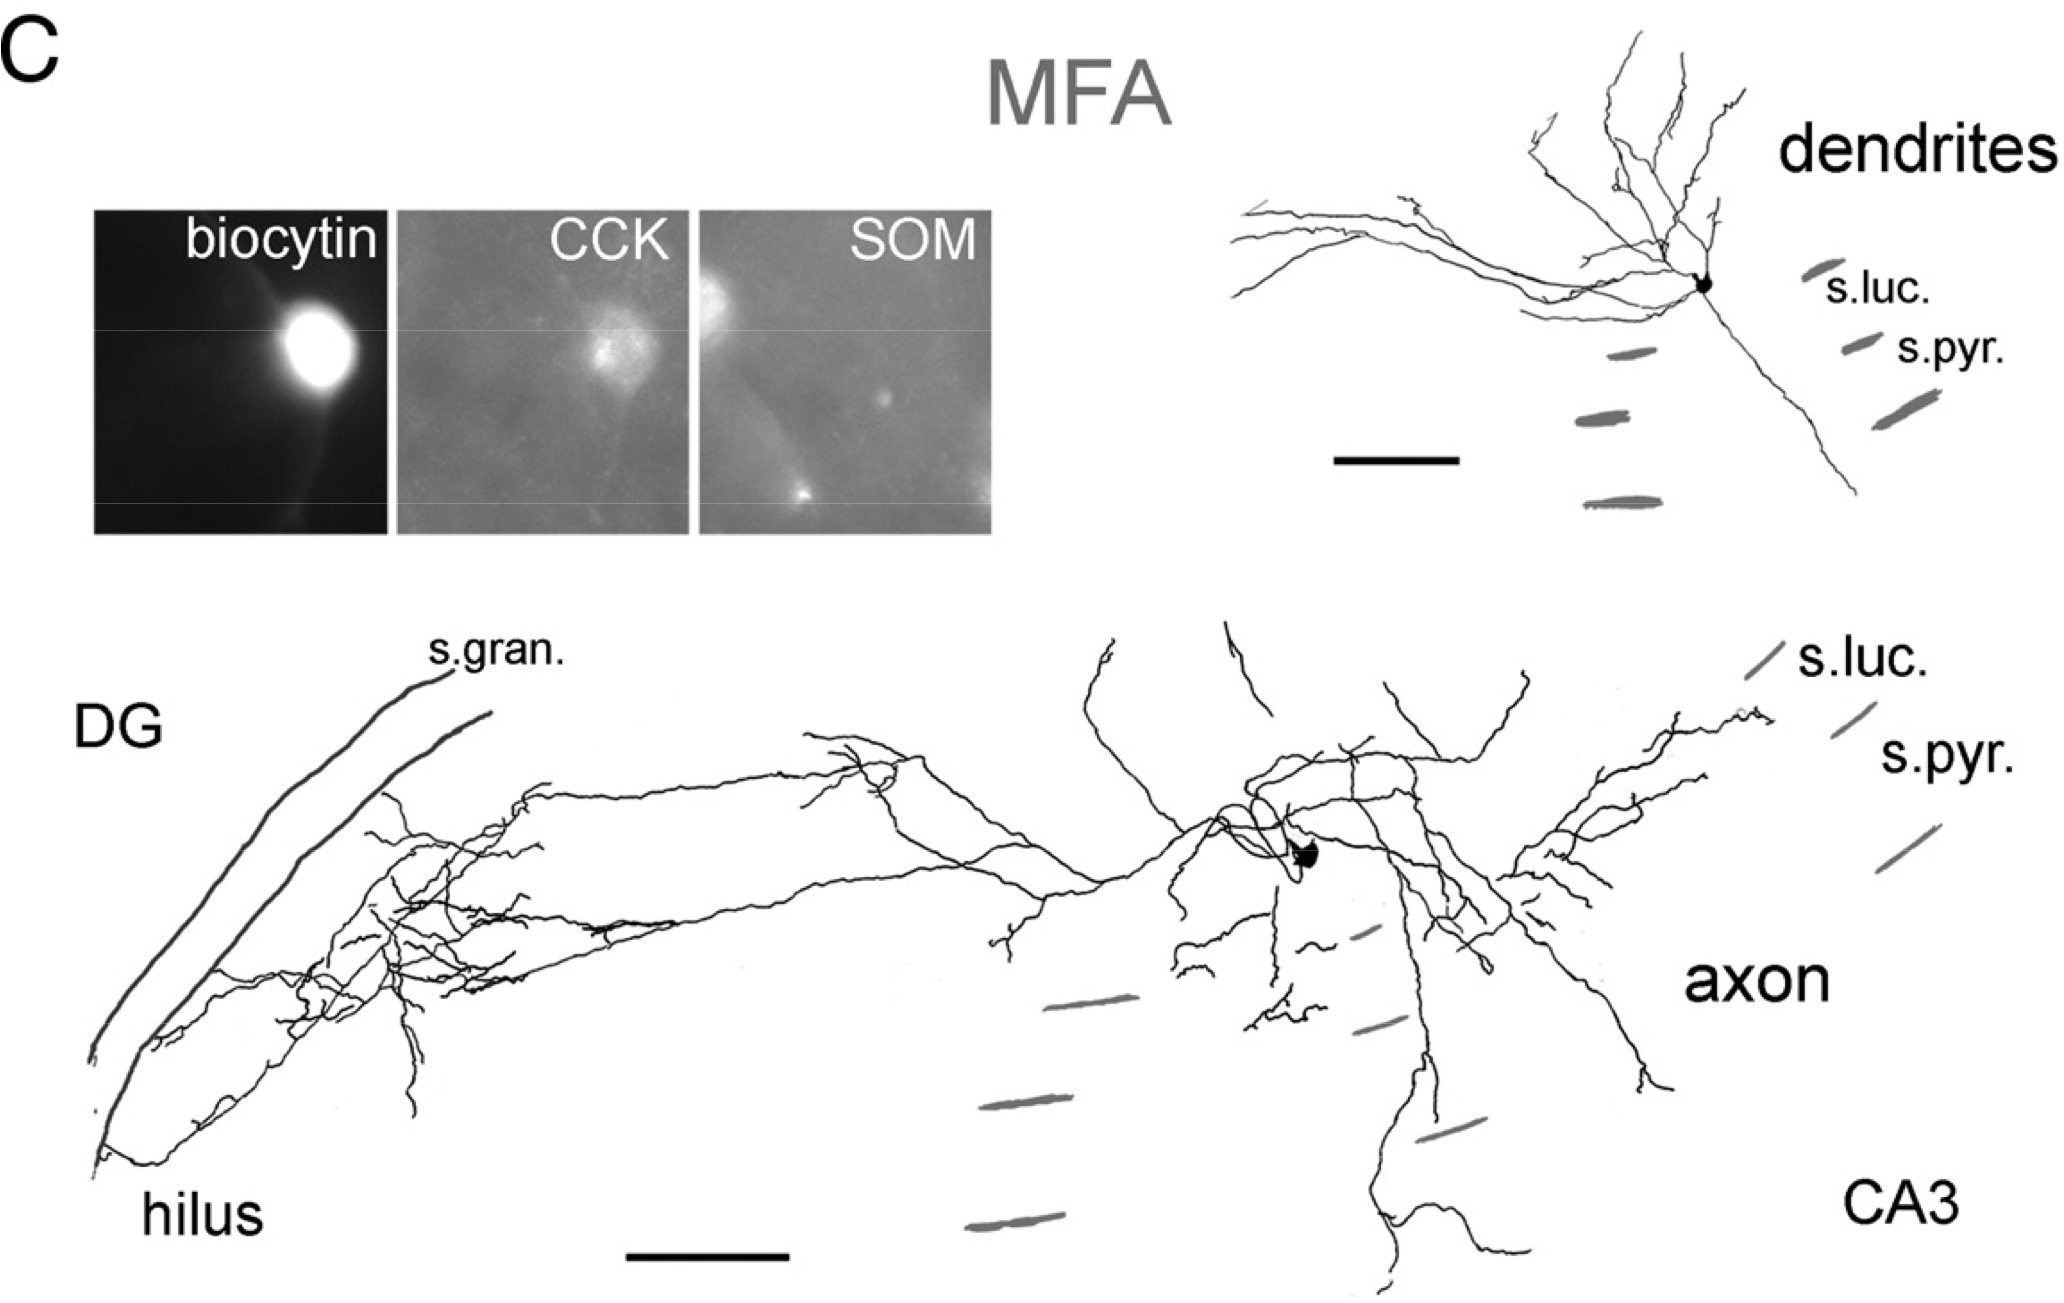 C
MFA
dendrites
biocytin
CCK
SOM
s.luc.
s.pyr.
s.gran.
s.luc.
DG
s.pyr.
axon
hilus
CA3